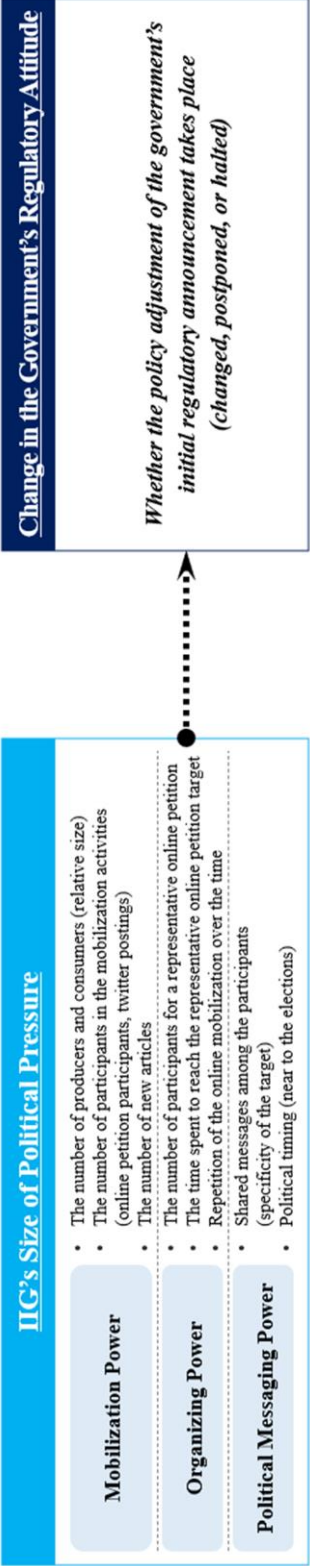 IIG's Size of Political Pressure
Mobilization Power
• The number of producers and consumers (relative size)
• The number of participants in the mobilization activities
(online petition participants, twitter postings)
• The number of new articles
Organizing Power
• The number of participants for a representative online petition
• The time spent to reach the representative online petition target
• Repetition of the online mobilization over the time
Political Messaging Power
• Shared messages among the participants
(specificity of the target)
• Political timing (near to the elections)
Change in the Government's Regulatory Attitude
Whether the policy adjustment of the government's
initial regulatory announcement takes place
(changed, postponed, or halted)